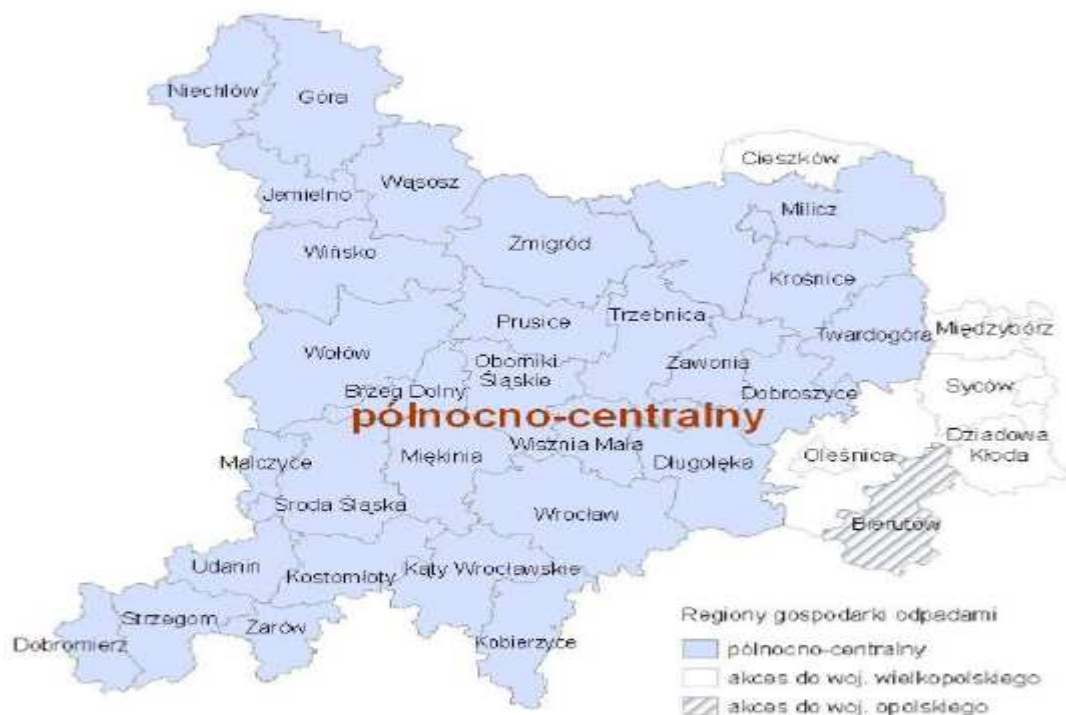 Niechlów
Góra
Cieszków
Wąsosz
Jemielno
Milicz
Żmigród
Wińsko
Krośnice
Trzebnica
Prusice
Twardogóra
Międzybórz
Wołów
Oborniki
Śląskie
Zawonia
Brzeg Dolny
Dobroszyce
Syców
północno-centralny
Wisznia Mała
Dziadowa
Kłoda
Malczyce
Miękinia
Długołęka
Oleśnica
Środa Śląska
Wrocław
Bierutów
Udanin
Kostomłoty
Kąty Wrocławskie
Strzegom
Żarów
Dobromierz
Kobierzyce
Regiony gospodarki odpadami
północno-centralny
akces do woj. wielkopolskiego
akces do woj. opolskiego